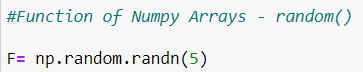 #Function of Numpy Arrays - random()
F= np.random.randn(5)